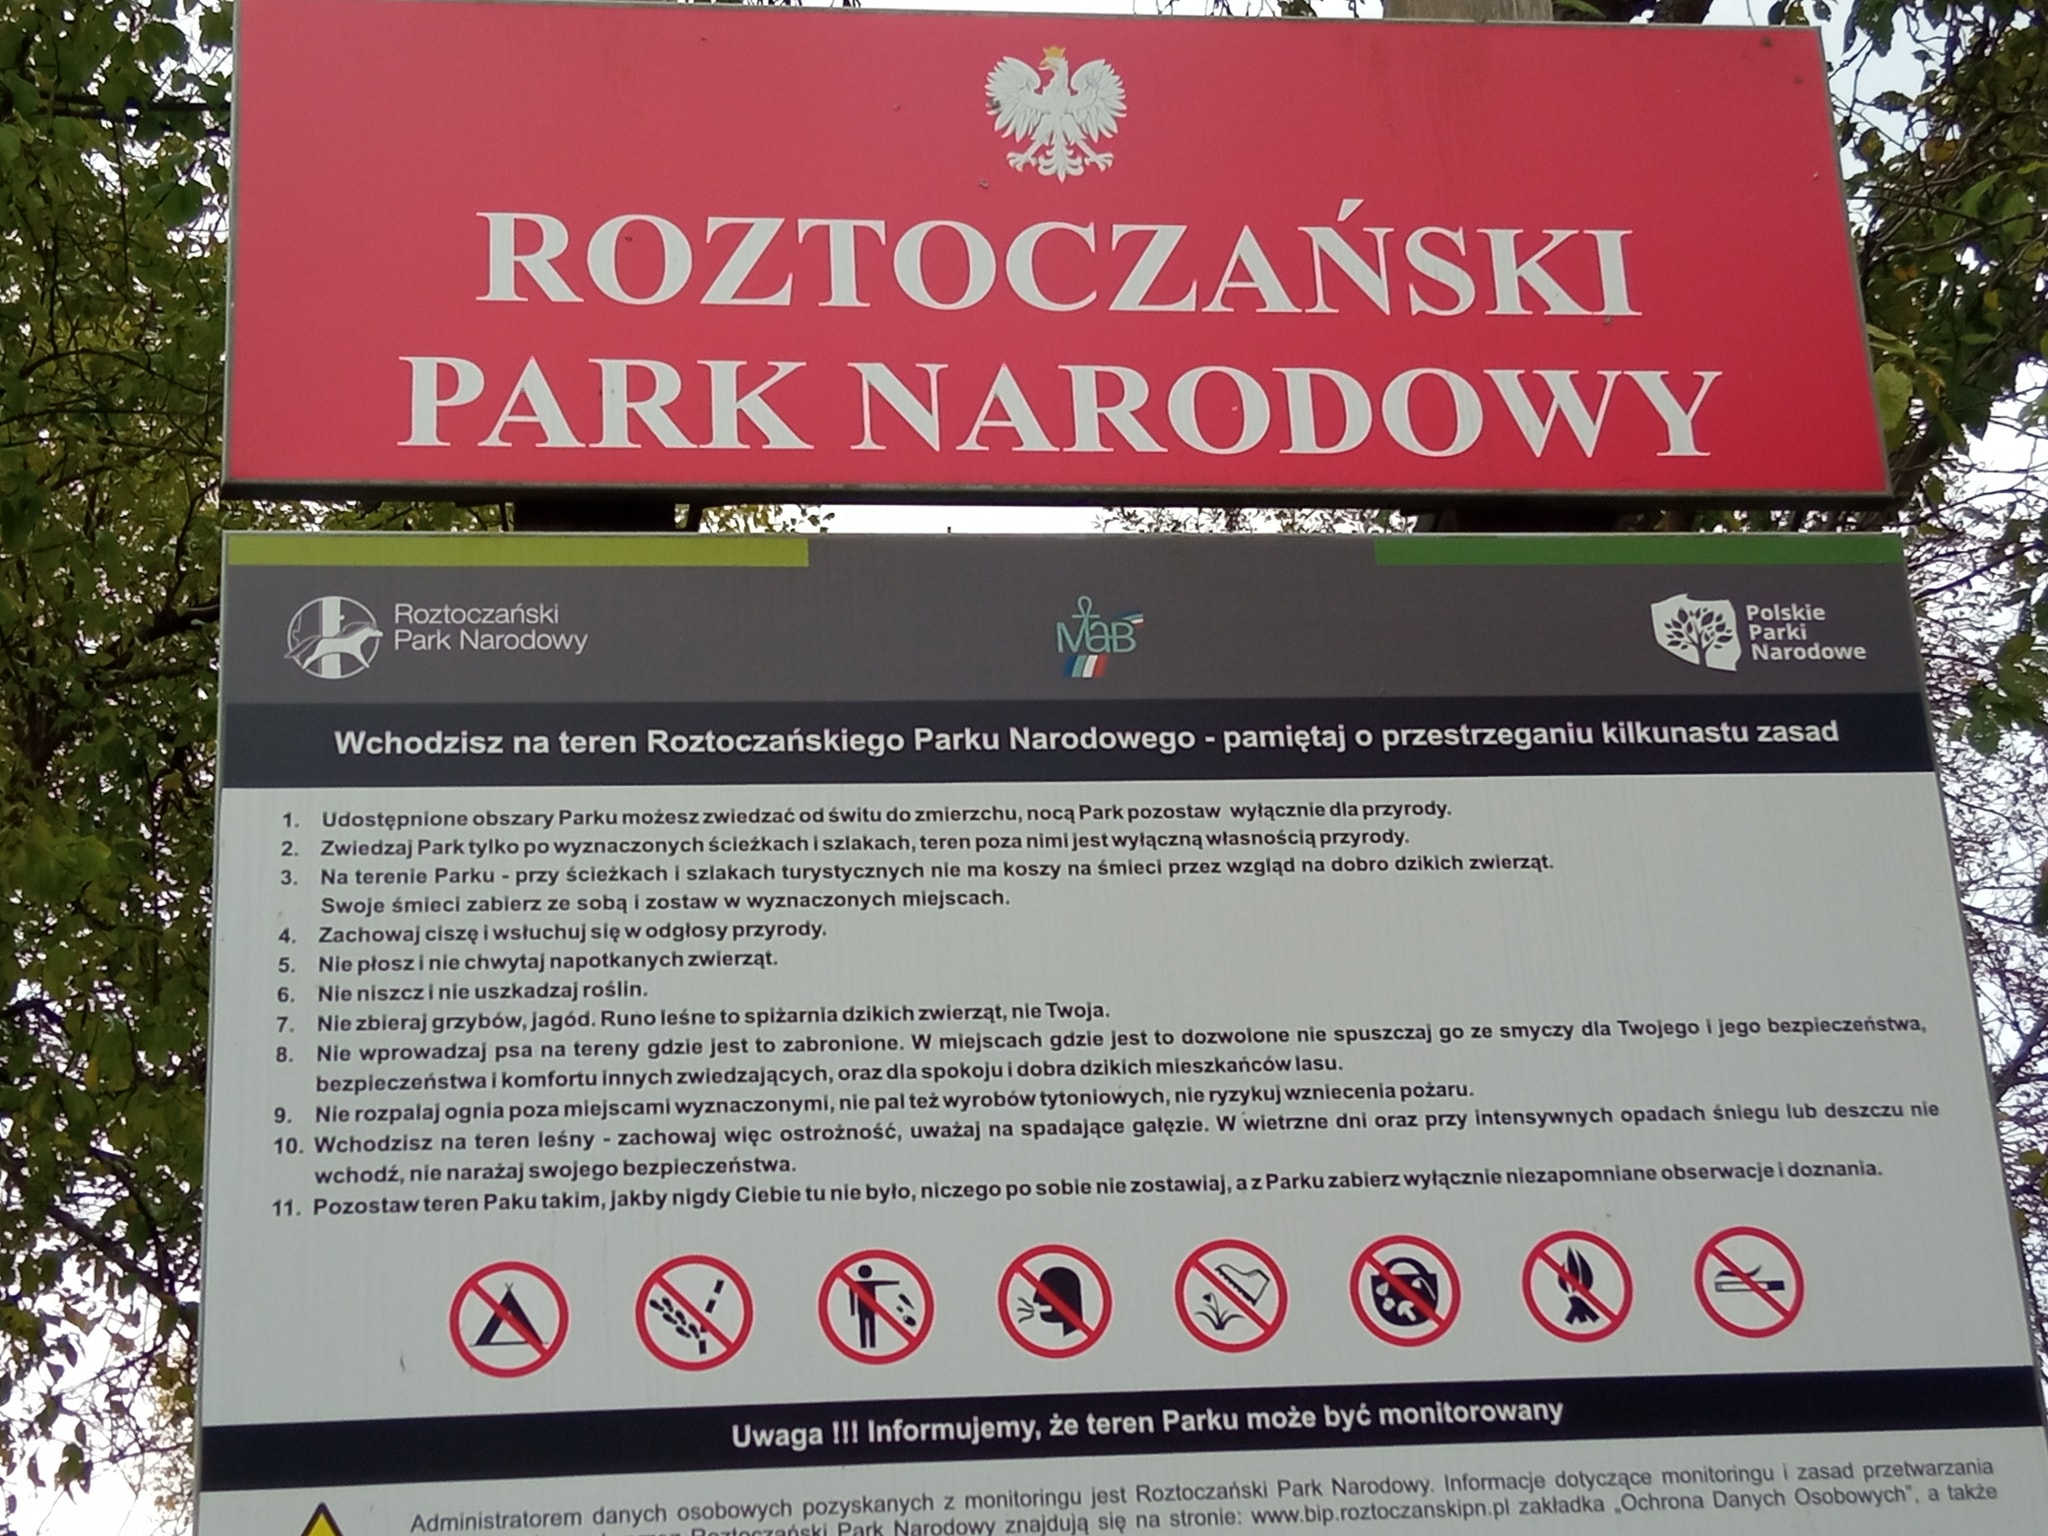 ROZTOCZAŃSKI
PARK NARODOWY
Roztoczański
Park Narodowy
MaB
Polskie
Parki
Narodowe
Wchodzisz na teren Roztoczańskiego Parku Narodowego - pamiętaj o przestrzeganiu kilkunastu zasad
1. Udostępnione obszary Parku możesz zwiedzać od świtu do zmierzchu, nocą Park pozostaw wyłącznie dla przyrody.
2. Zwiedzaj Park tylko po wyznaczonych ścieżkach i szlakach, teren poza nimi jest wyłączną własnością przyrody.
3. Na terenie Parku - przy ścieżkach i szlakach turystycznych nie ma koszy na śmieci przez wzgląd na dobro dzikich zwierząt.
Swoje śmieci zabierz ze sobą i zostaw w wyznaczonych miejscach.
4. Zachowaj ciszę i wsłuchuj się w odgłosy przyrody.
5. Nie płosz i nie chwytaj napotkanych zwierząt.
6. Nie niszcz i nie uszkadzaj roślin.
7. Nie zbieraj grzybów, jagód. Runo leśne to spiżarnia dzikich zwierząt, nie Twoja.
8. Nie wprowadzaj psa na tereny gdzie jest to zabronione. W miejscach gdzie jest to dozwolone nie spuszczaj go ze smyczy dla Twojego i jego bezpieczeństwa,
bezpieczeństwa i komfortu innych zwiedzających, oraz dla spokoju i dobra dzikich mieszkańców lasu.
9. Nie rozpalaj ognia poza miejscami wyznaczonymi, nie pal też wyrobów tytoniowych, nie ryzykuj wzniecenia pożaru.
10. Wchodzisz na teren leśny - zachowaj więc ostrożność, uważaj na spadające gałęzie. W wietrzne dni oraz przy intensywnych opadach śniegu lub deszczu nie
wchodź, nie narażaj swojego bezpieczeństwa.
11. Pozostaw teren Paku takim, jakby nigdy Ciebie tu nie było, niczego po sobie nie zostawiaj, a z Parku zabierz wyłącznie niezapomniane obserwacje i doznania.
Uwaga !!! Informujemy, że teren Parku może być monitorowany
Administratorem danych osobowych pozyskanych z monitoringu jest Roztoczański Park Narodowy. Informacje dotyczące monitoringu i zasad przetwarzania
Roztoczański Park Narodowy znajdują się na stronie: www.bip.roztoczanskipn.pl zakładka „Ochrona Danych Osobowych", a także